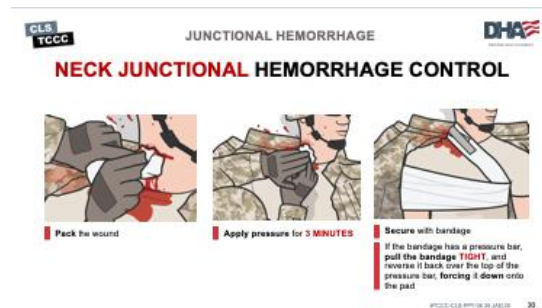 CLS
TCCC
JUNCTIONAL HEMORRHAGE
DHA
NECK JUNCTIONAL HEMORRHAGE CONTROL
Pack the wound
Apply pressure for 3 MINUTES
Secure with bandage
If the bandage has a pressure bar,
pull the bandage TIGHT, and
reverse it back over the top of the
pressure bar, forcing it down onto
the pad
30